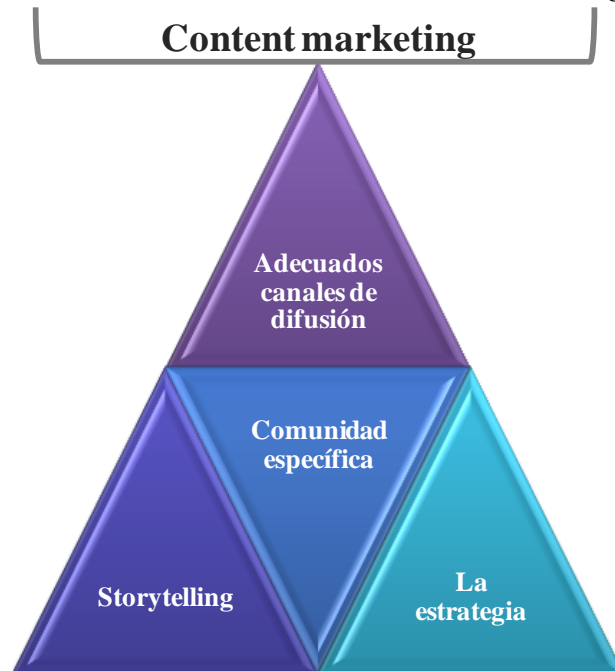 Content marketing
Adecuados
canales de
difusión
Comunidad
específica
Storytelling
La
estrategia